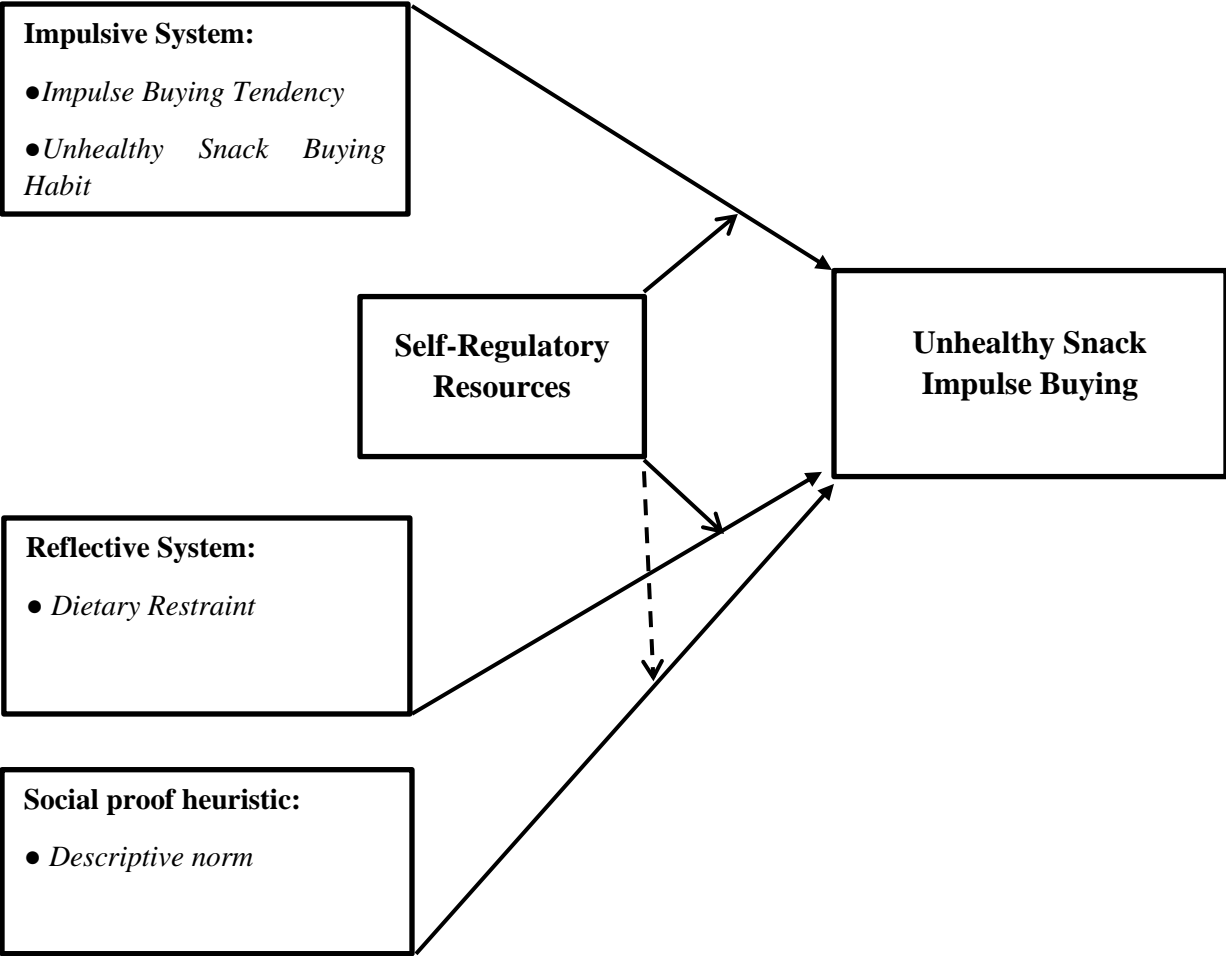 Impulsive System:
●Impulse Buying Tendency
●Unhealthy Snack Buying
Habit
Self-Regulatory
Resources
Unhealthy Snack
Impulse Buying
Reflective System:
● Dietary Restraint
Social proof heuristic:
● Descriptive norm